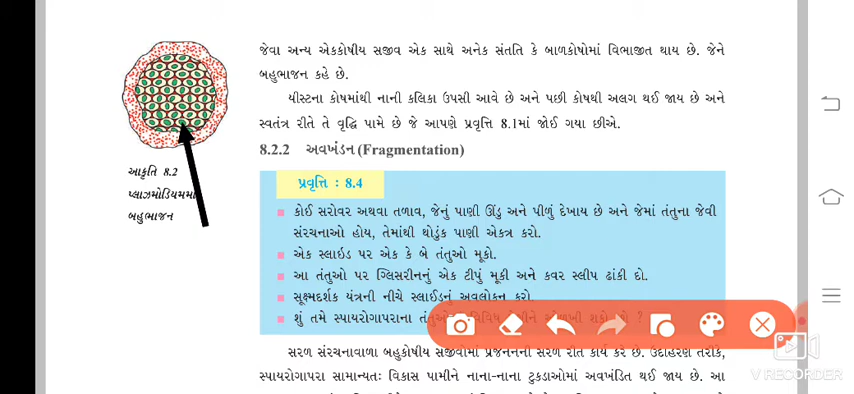 જેવા અન્ય એકકોષીય સજીવ એક સાથે અનેક સંતતિ કે બાળકોષોમાં વિભાજીત થાય છે. જેને
બહુભાજન કહે છે.
યીસ્ટના કોષમાંથી નાની કલિકા ઉપસી આવે છે અને પછી કોષથી અલગ થઈ જાય છે અને
સ્વતંત્ર રીતે તે વૃદ્ધિ પામે છે જે આપણે પ્રવૃત્તિ 8.1માં જોઈ ગયા છીએ.
આકૃતિ 8.2
પ્લાઝમોડિયમમાં
બહુભાજન
8.2.2 અવખંડન (Fragmentation)
પ્રવૃત્તિ : 8.4
કોઈ સરોવર અથવા તળાવ, જેનું પાણી ઊંડુ અને પીળું દેખાય છે અને જેમાં તંતુના જેવી
સંરચનાઓ હોય, તેમાંથી થોડુંક પાણી એકત્ર કરો.
એક સ્લાઇડ પર એક કે બે તંતુઓ મૂકો.
આ તંતુઓ પર ગ્લિસરીનનું એક ટીપું મૂકી અને કવર સ્લીપ ઢાંકી દો.
સૂક્ષ્મદર્શક યંત્રની નીચે સ્લાઈડનું અવલોકન કરો.
શું તમે સ્પાયરોગાયરાના
સરળ સંરચનાવાળા બહુકોષીય સજીવોમાં પ્રજનનની સરળ રીત કાર્ય કરે છે. ઉદાહરણ તરીકે,
સ્પાયરોગાયરા સામાન્યતઃ વિકાસ પામીને નાના-નાના ટુકડાઓમાં અવખંડિત થઈ જાય છે. આ
V RECORDER